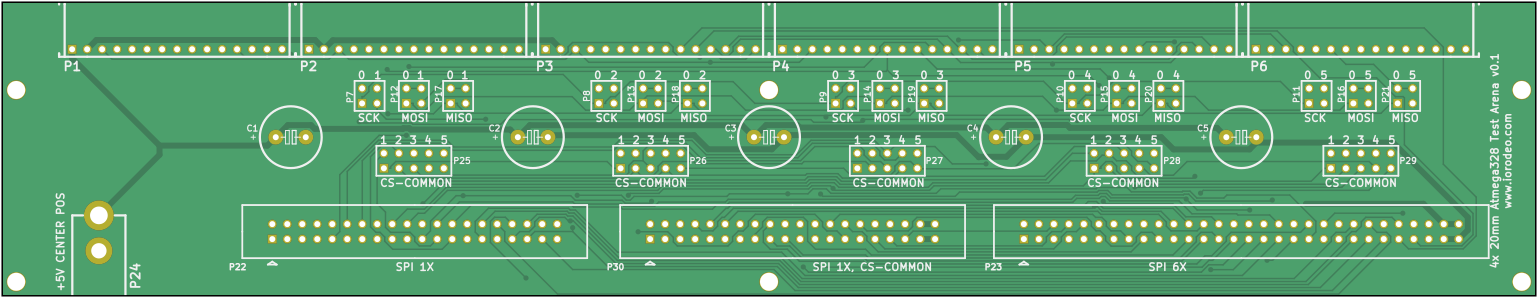 P1 P2 P3 P4 P5 P6
0 1 0 1 0 1 0 2 0 2 0 2 0 3 0 3 0 3 0 4 0 4 0 4 0 5 0 5 0 5
P7 P12 P17 P8 P13 P18 P9 P14 P19 P10 P15 P20 P11 P16 P21
SCK MOSI MISO SCK MOSI MISO SCK MOSI MISO SCK MOSI MISO SCK MOSI MISO
C1 C2 C3 C4 C5
+ + + + +
1 2 3 4 5 1 2 3 4 5 1 2 3 4 5 1 2 3 4 5 1 2 3 4 5
P25 P26 P27 P28 P29
CS-COMMON CS-COMMON CS-COMMON CS-COMMON CS-COMMON
+5V CENTER POS
P24
P22 SPI 1X P30 SPI 1X, CS-COMMON P23 SPI 6X
4x 20mm Atmega328 Test Arena v0.1
www.iorodeo.com